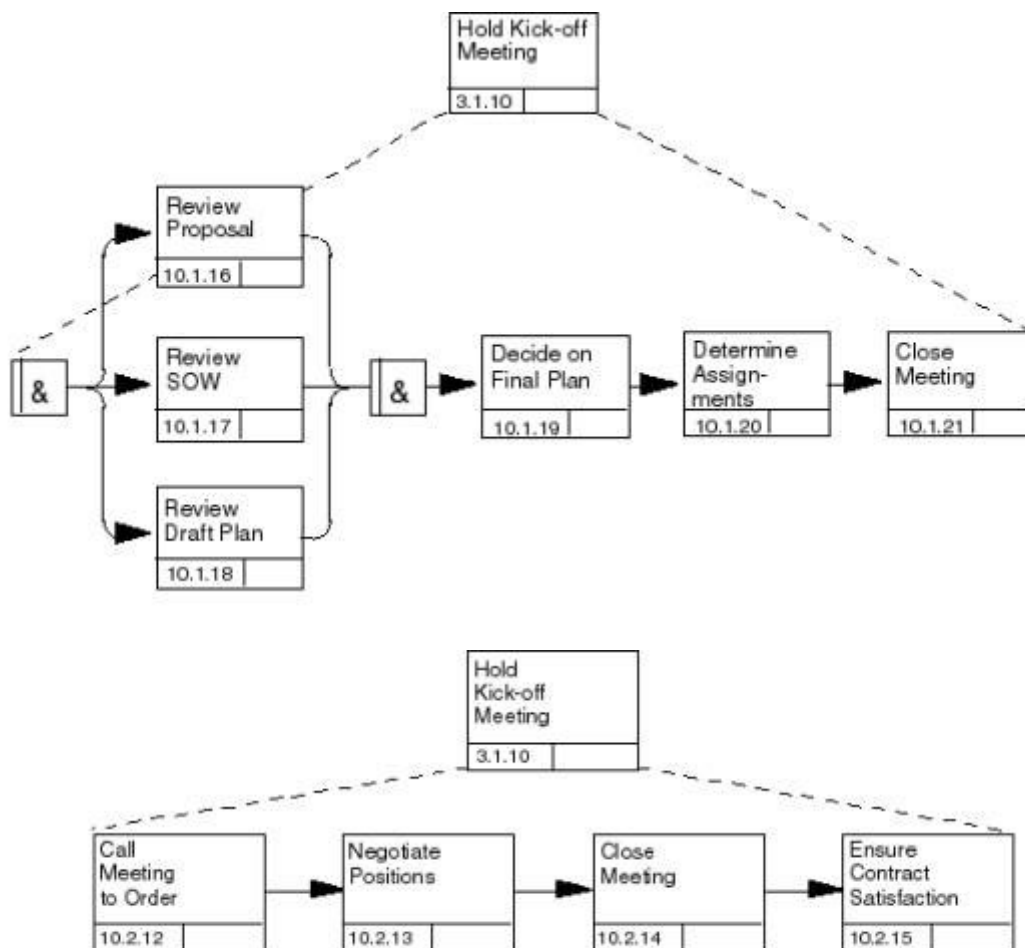 Hold Kick-off
Meeting
3.1.10
Review
Proposal
10.1.16
&
Review
SOW
10.1.17
&
Decide on
Final Plan
10.1.19
Determine
Assign-
ments
10.1.20
Close
Meeting
10.1.21
Review
Draft Plan
10.1.18
Hold
Kick-off
Meeting
3.1.10
Call
Meeting
to Order
10.2.12
Negotiate
Positions
10.2.13
Close
Meeting
10.2.14
Ensure
Contract
Satisfaction
10.2.15